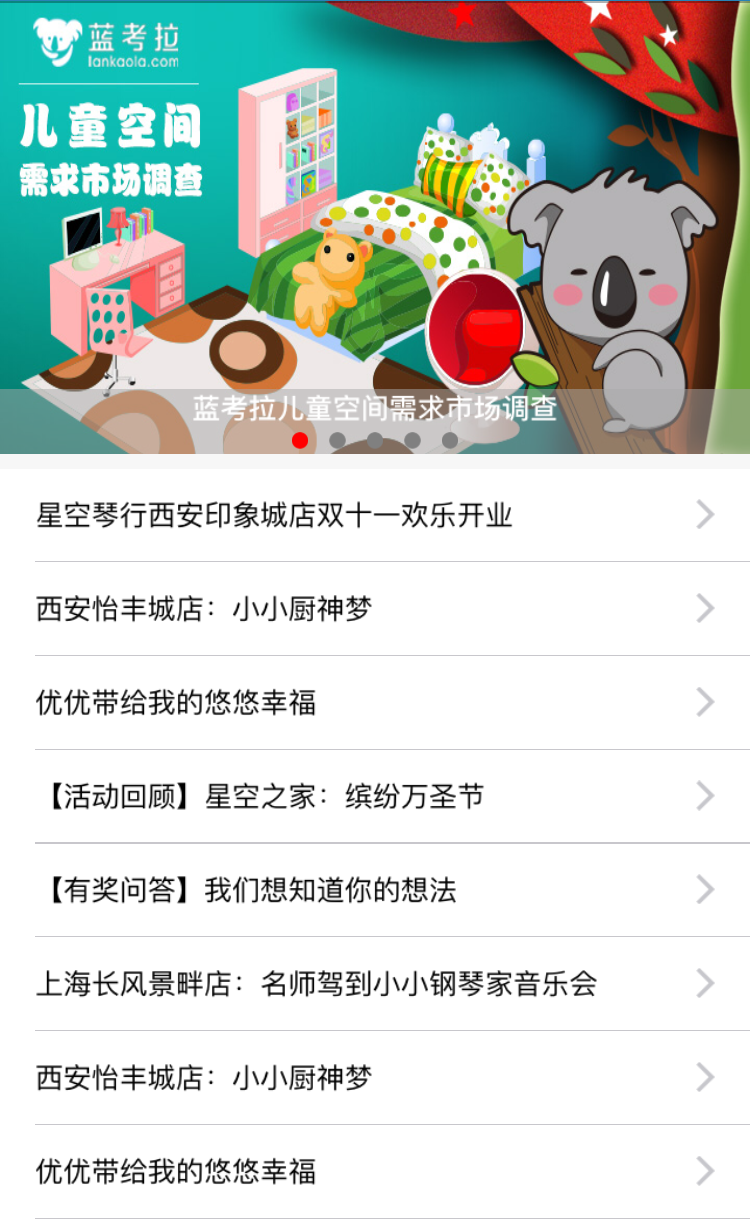 蓝考拉
lankaola.com
儿童空间
需求市场调查
蓝考拉儿童空间需求市场调查
星空琴行西安印象城店双十一欢乐开业
西安怡丰城店：小小厨神梦
优优带给我的悠悠幸福
【活动回顾】星空之家：缤纷万圣节
【有奖问答】我们想知道你的想法
上海长风景畔店：名师驾到小小钢琴家音乐会
西安怡丰城店：小小厨神梦
优优带给我的悠悠幸福